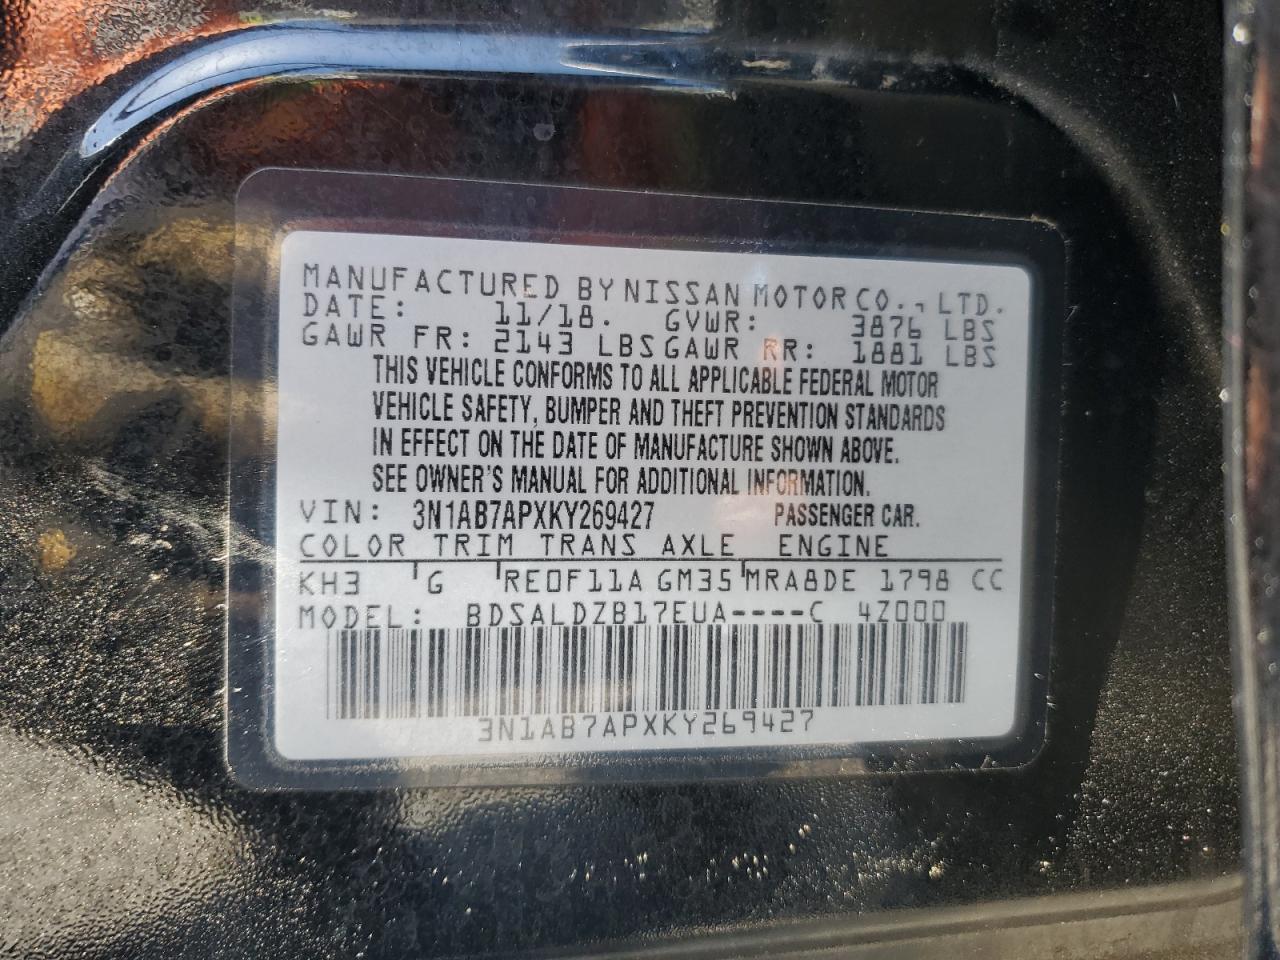 MANUFACTURED BY NISSAN MOTOR CO., LTD.
DATE: 11/18. GVWR: 3876 LBS
GAWR FR: 2143 LBS GAWR RR: 1881 LBS
THIS VEHICLE CONFORMS TO ALL APPLICABLE FEDERAL MOTOR
VEHICLE SAFETY, BUMPER AND THEFT PREVENTION STANDARDS
IN EFFECT ON THE DATE OF MANUFACTURE SHOWN ABOVE.
SEE OWNER'S MANUAL FOR ADDITIONAL INFORMATION.
VIN: 3N1AB7APXKY269427 PASSENGER CAR.
COLOR TRIM TRANS AXLE ENGINE
KH3 G RE0F11A GM35 MRA8DE 1798 CC
MODEL: BDSALDZB17EUA----C 4Z000
3N1AB7APXKY269427